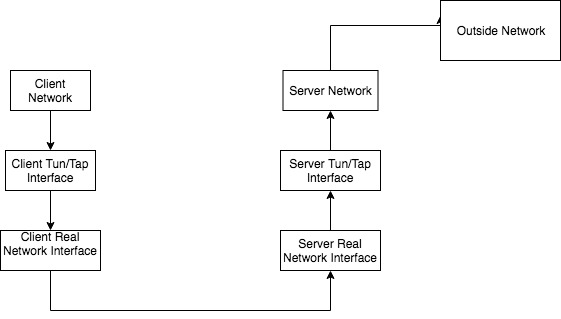 Outside Network
Client
Network
Server Network
Client Tun/Tap
Interface
Server Tun/Tap
Interface
Client Real
Network Interface
Server Real
Network Interface